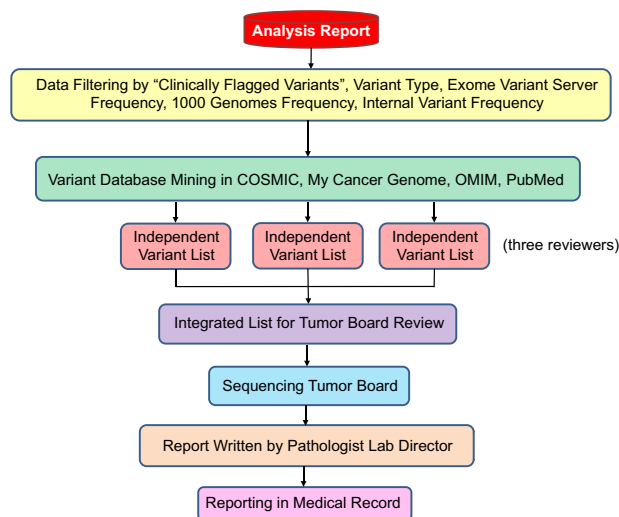 Analysis Report
Data Filtering by “Clinically Flagged Variants”, Variant Type, Exome Variant Server
Frequency, 1000 Genomes Frequency, Internal Variant Frequency
Variant Database Mining in COSMIC, My Cancer Genome, OMIM, PubMed
Independent
Variant List
Independent
Variant List
Independent
Variant List
(three reviewers)
Integrated List for Tumor Board Review
Sequencing Tumor Board
Report Written by Pathologist Lab Director
Reporting in Medical Record